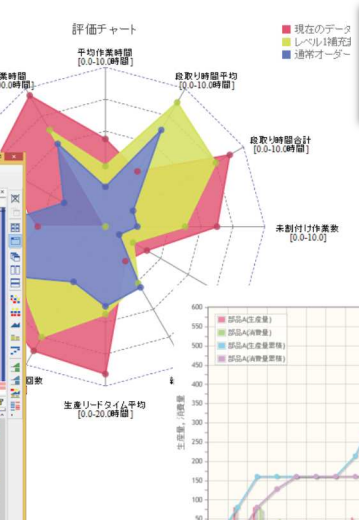 評価チャート
現在のデータ
レベル1補充
通常オーダー
平均作業時間
[0.0-10.0時間]
業時間
0.0時間]
段取り時間平均
[0.0-10.0時間]
段取り時間合計
[0.0-10.0時間]
未割付け作業数
[0.0-10.0]
回数
生産リードタイム平均
[0.0-20.0時間]
600
550
500
450
400
350
300
250
200
150
100
50
部品A(生産量)
部品A(消費量)
部品A(生産量累積)
部品A(消費量累積)
生産量, 消費量